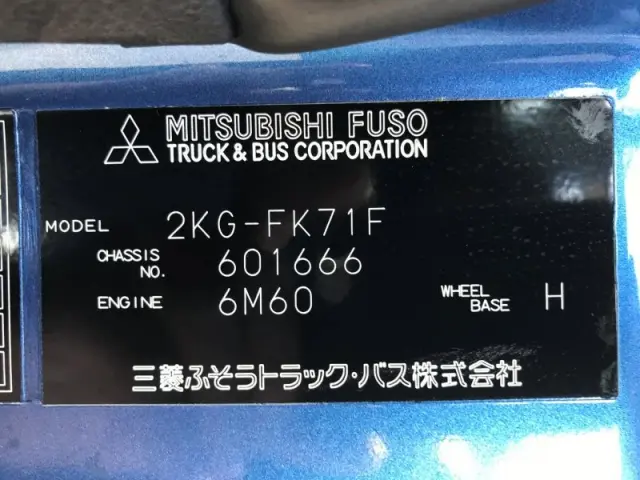 MITSUBISHI FUSO
TRUCK & BUS CORPORATION
MODEL 2KG-FK71F
CHASSIS NO. 601666
ENGINE 6M60 WHEEL BASE H
三菱ふそうトラック・バス株式会社